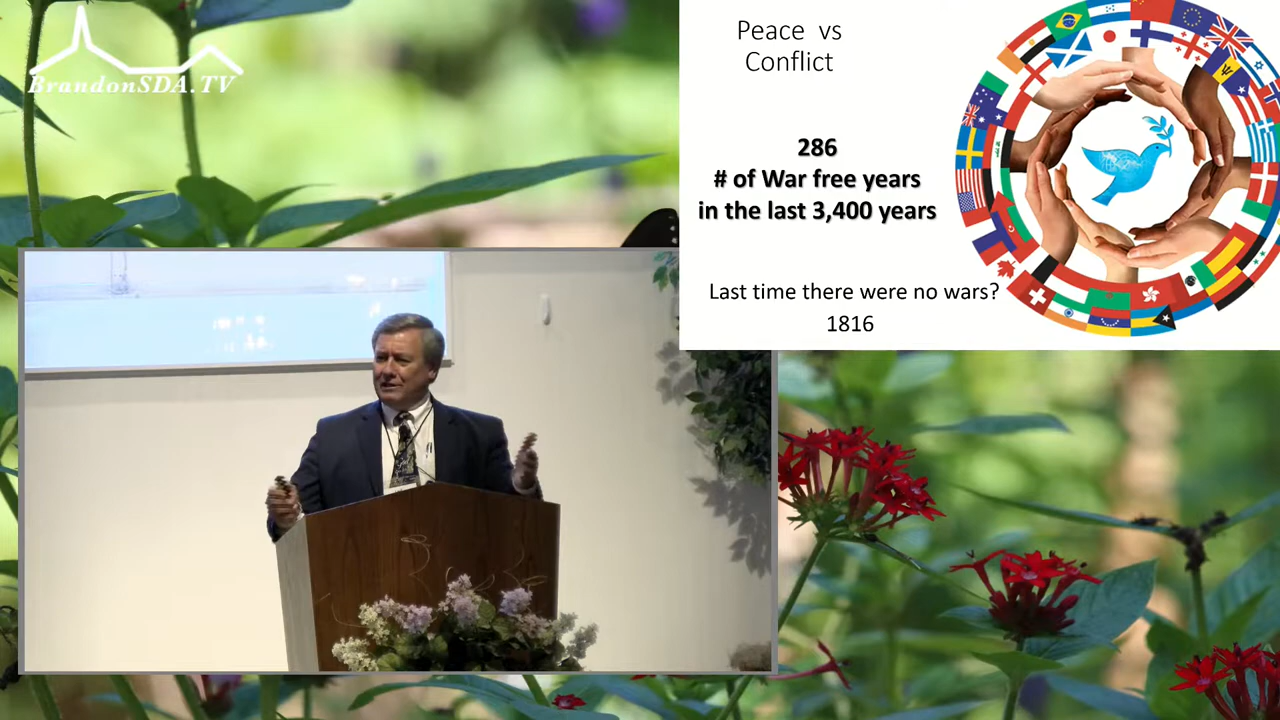 BrandonSDA.TV
Peace vs
Conflict
286
# of War free years
in the last 3,400 years
Last time there were no wars?
1816